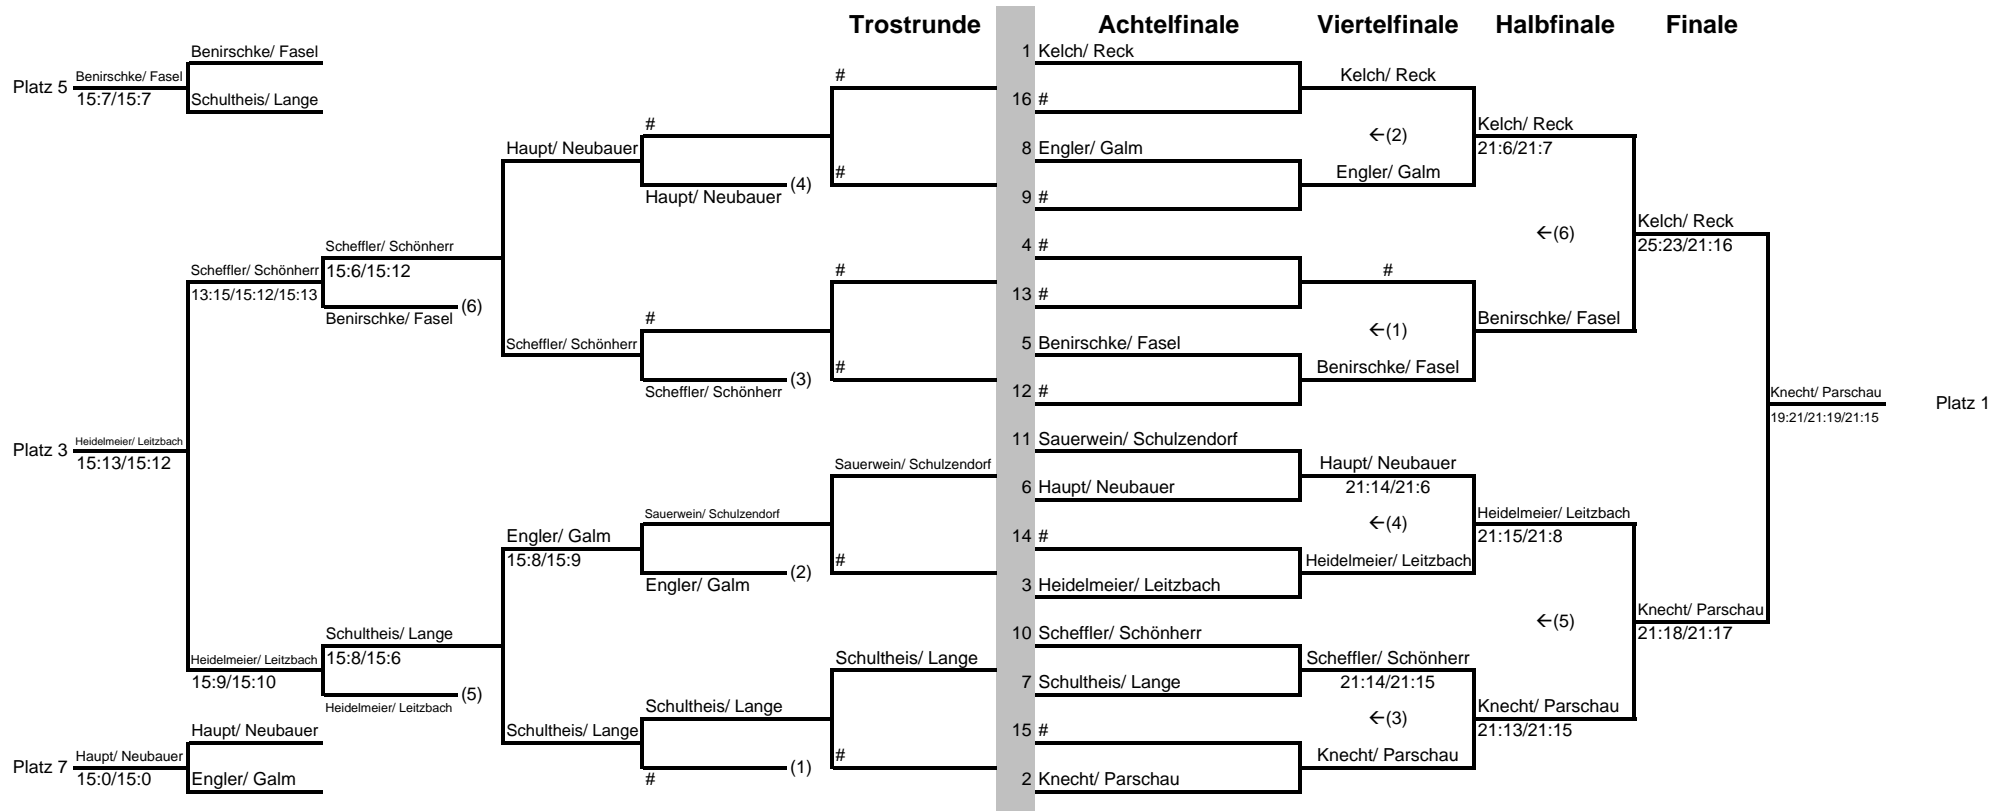 Trostrunde Achtelfinale Viertelfinale Halbfinale Finale
Benirschke/ Fasel 1 Kelch/ Reck
Platz 5 Benirschke/ Fasel # Kelch/ Reck
15:7/15:7 Schultheis/ Lange 16 #
# ←(2) Kelch/ Reck
Haupt/ Neubauer 8 Engler/ Galm 21:6/21:7
(4) # Engler/ Galm
Haupt/ Neubauer 9 #
Kelch/ Reck
←(6)
Scheffler/ Schönherr 4 # 25:23/21:16
Scheffler/ Schönherr 15:6/15:12 # #
13:15/15:12/15:13 (6) 13 #
Benirschke/ Fasel # ←(1) Benirschke/ Fasel
Scheffler/ Schönherr 5 Benirschke/ Fasel
(3) # Benirschke/ Fasel
Scheffler/ Schönherr 12 # Knecht/ Parschau Platz 1
19:21/21:19/21:15
Platz 3 Heidelmeier/ Leitzbach 11 Sauerwein/ Schulzendorf
15:13/15:12 Sauerwein/ Schulzendorf Haupt/ Neubauer
6 Haupt/ Neubauer 21:14/21:6
Sauerwein/ Schulzendorf ←(4) Heidelmeier/ Leitzbach
Engler/ Galm 14 # 21:15/21:8
15:8/15:9 # Heidelmeier/ Leitzbach
(2)
Engler/ Galm 3 Heidelmeier/ Leitzbach
Knecht/ Parschau
←(5)
Schultheis/ Lange 10 Scheffler/ Schönherr 21:18/21:17
Heidelmeier/ Leitzbach 15:8/15:6 Schultheis/ Lange Scheffler/ Schönherr
15:9/15:10 (5) 7 Schultheis/ Lange 21:14/21:15
Heidelmeier/ Leitzbach Schultheis/ Lange ←(3) Knecht/ Parschau
Haupt/ Neubauer Schultheis/ Lange 15 # 21:13/21:15
Platz 7 Haupt/ Neubauer (1) # Knecht/ Parschau
15:0/15:0 Engler/ Galm # 2 Knecht/ Parschau